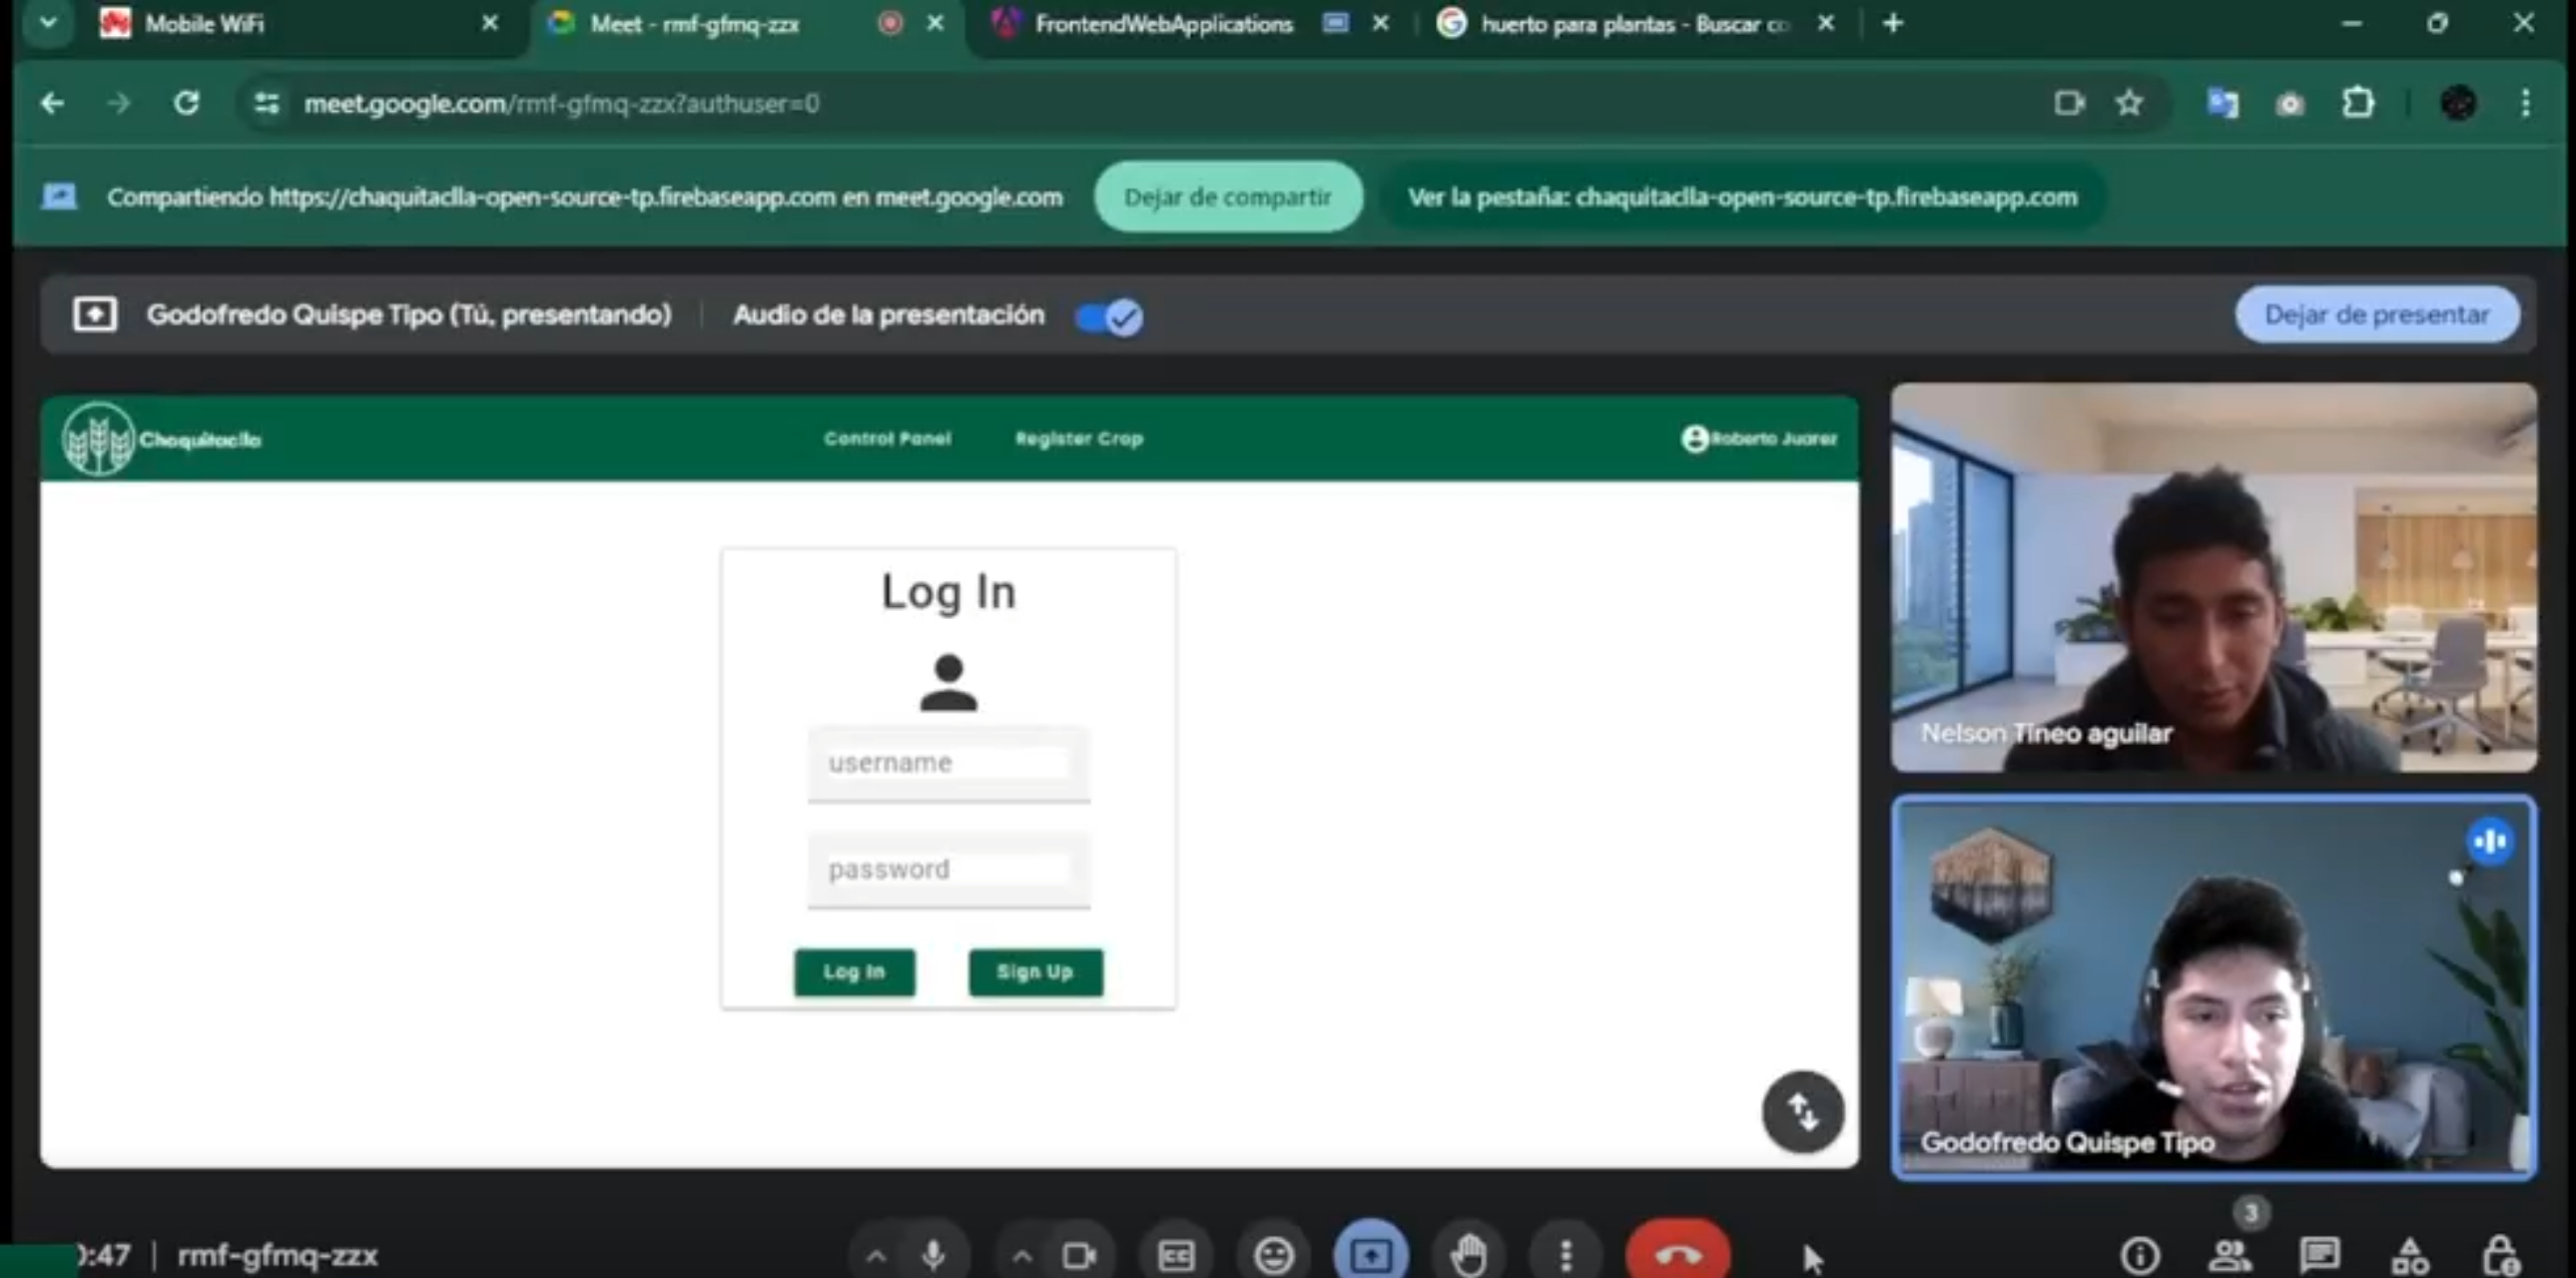 Mobile WiFi
Meet - rmf-gfmq-zzx
FrontendWebApplications
huerto para plantas - Buscar co
meet.google.com/rmf-gfmq-zzx?authuser=0
Compartiendo https://chaquitaclla-open-source-tp.firebaseapp.com en meet.google.com
Dejar de compartir
Ver la pestaña: chaquitaclla-open-source-tp.firebaseapp.com
Godofredo Quispe Tipo (Tú, presentando)
Audio de la presentación
Dejar de presentar
Chaquitaclla
Control Panel
Register Crop
Roberto Juarez
Log In
username
password
Log In
Sign Up
Nelson Tineo aguilar
Godofredo Quispe Tipo
3
:47
rmf-gfmq-zzx
CC